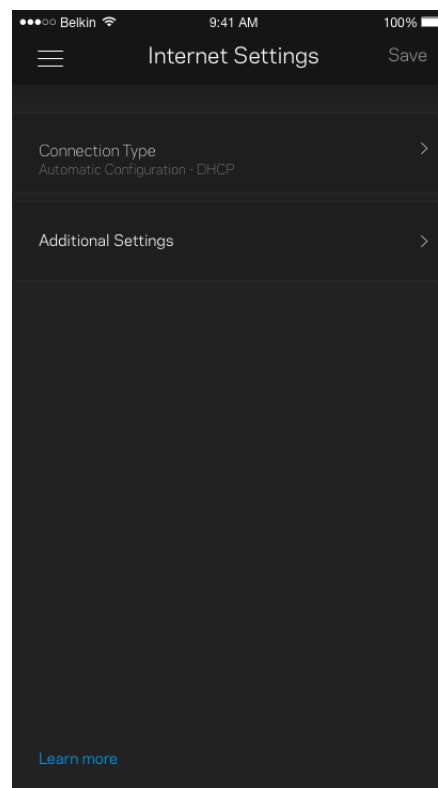 Belkin 9:41 AM 100%
Internet Settings Save
Connection Type
Automatic Configuration - DHCP
Additional Settings
Learn more